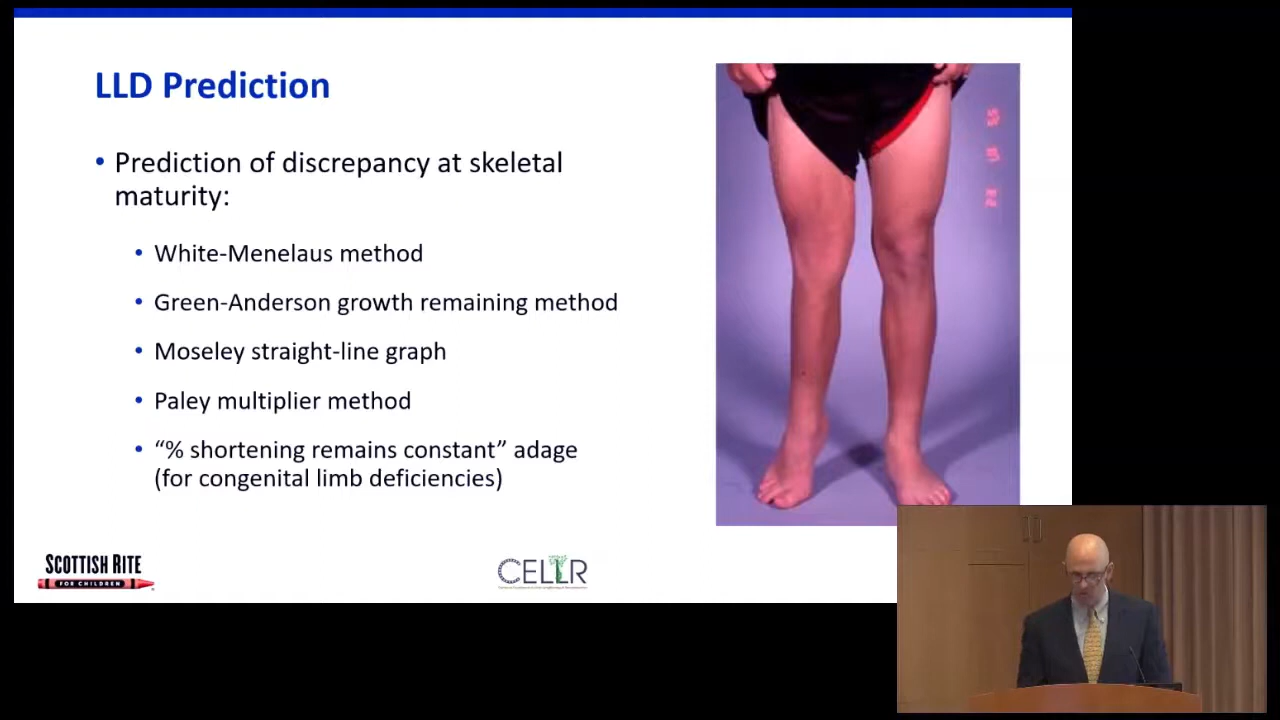 LLD Prediction
• Prediction of discrepancy at skeletal
maturity:
• White-Menelaus method
• Green-Anderson growth remaining method
• Moseley straight-line graph
• Paley multiplier method
• “% shortening remains constant” adage
(for congenital limb deficiencies)
SCOTTISH RITE
FOR CHILDREN